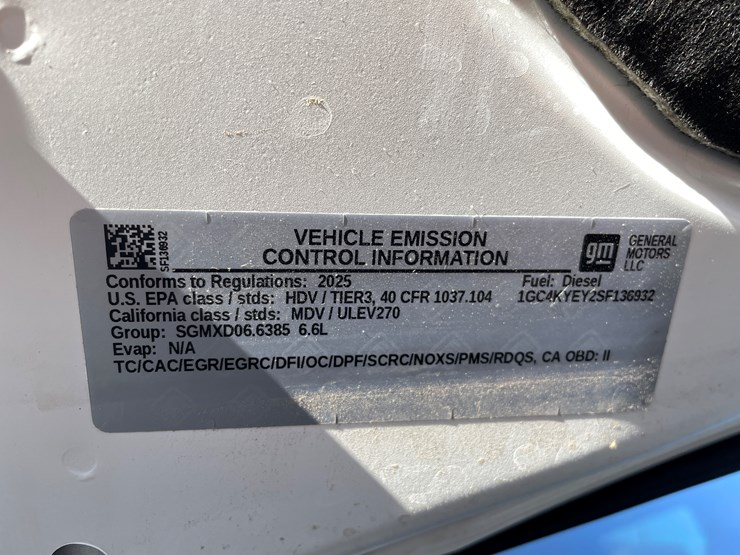 SF136932
VEHICLE EMISSION
CONTROL INFORMATION
gm
GENERAL
MOTORS
LLC
Conforms to Regulations: 2025
Fuel: Diesel
U.S. EPA class / stds: HDV / TIER3, 40 CFR 1037.104
1GC4KYEY2SF136932
California class / stds: MDV / ULEV270
Group: SGMXD06.6385 6.6L
Evap: N/A
TC/CAC/EGR/EGRC/DFI/OC/DPF/SCRC/NOXS/PMS/RDQS, CA OBD: II